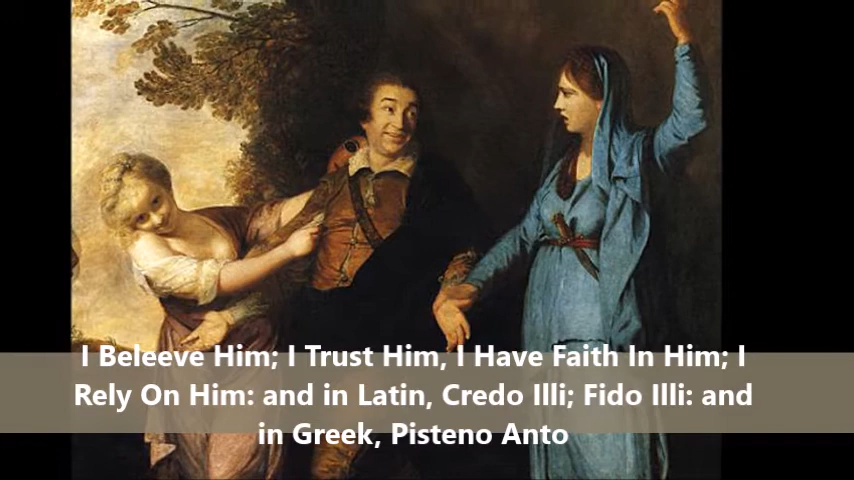 I Beleeve Him; I Trust Him, I Have Faith In Him; I
Rely On Him: and in Latin, Credo Illi; Fido Illi: and
in Greek, Pisteno Anto